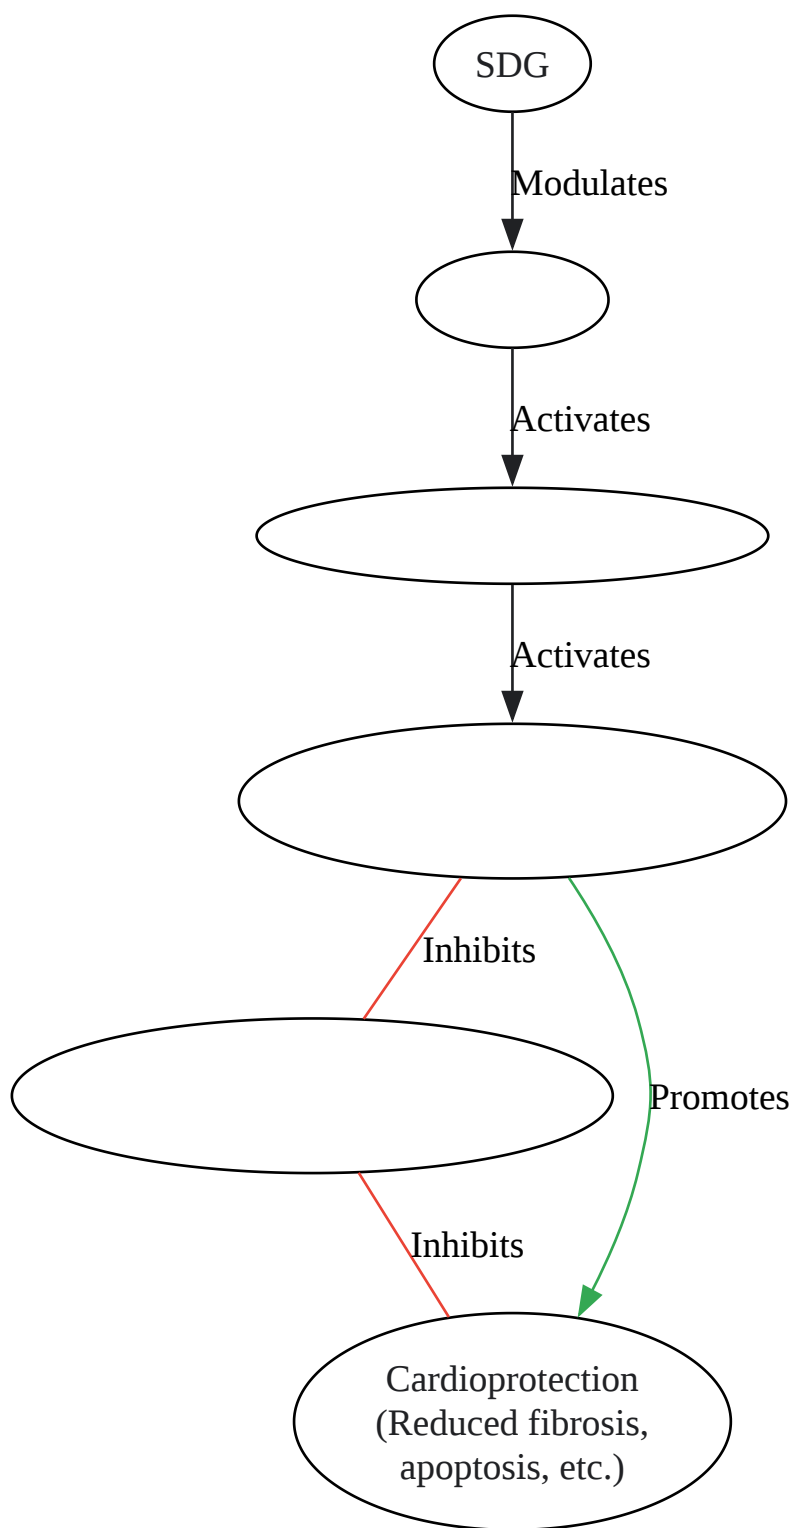 SDG
Modulates
Activates
Activates
Inhibits
Promotes
Inhibits
Cardioprotection
(Reduced fibrosis,
apoptosis, etc.)